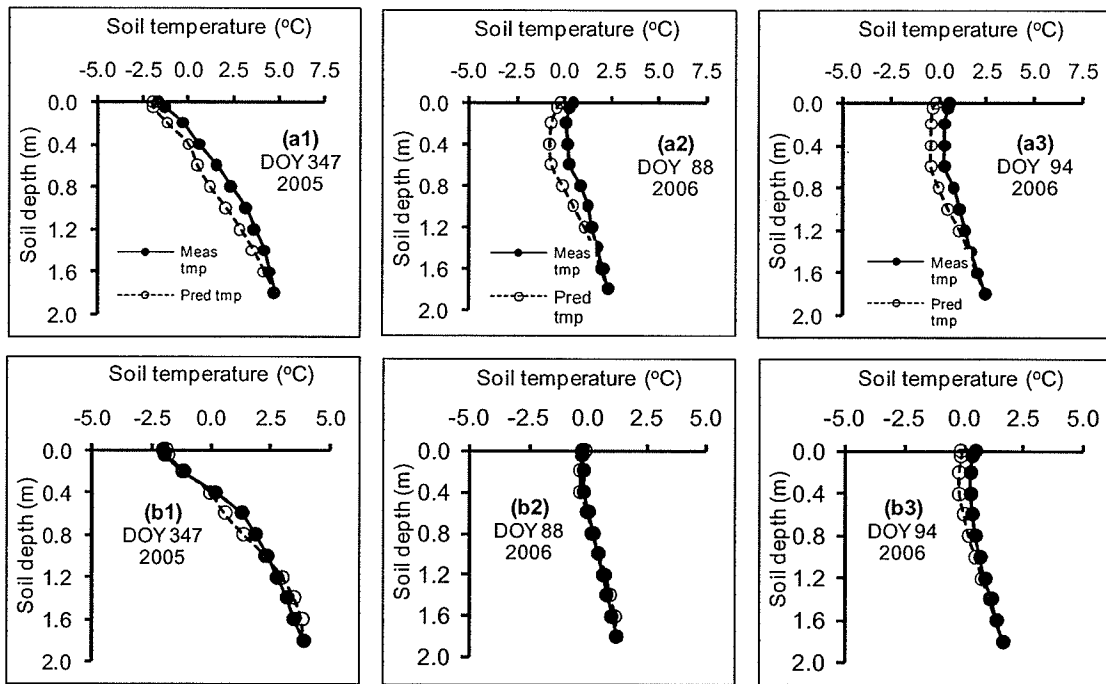 Soil temperature (ºC)
-5.0 -2.5 0.0 2.5 5.0 7.5
0.0
0.4
0.8
1.2
1.6
2.0
Soil depth (m)
(a1)
DOY 347
2005
Meas
tmp
Pred tmp
Soil temperature (ºC)
-5.0 -2.5 0.0 2.5 5.0 7.5
0.0
0.4
0.8
1.2
1.6
2.0
Soil depth (m)
(a2)
DOY 88
2006
Meas
tmp
Pred
tmp
Soil temperature (ºC)
-5.0 -2.5 0.0 2.5 5.0 7.5
0.0
0.4
0.8
1.2
1.6
2.0
Soil depth (m)
(a3)
DOY 94
2006
Meas
tmp
Pred
tmp
Soil temperature (ºC)
-5.0 -2.5 0.0 2.5 5.0
0.0
0.4
0.8
1.2
1.6
2.0
Soil depth (m)
(b1)
DOY 347
2005
Soil temperature (ºC)
-5.0 -2.5 0.0 2.5 5.0
0.0
0.4
0.8
1.2
1.6
2.0
Soil depth (m)
(b2)
DOY 88
2006
Soil temperature (ºC)
-5.0 -2.5 0.0 2.5 5.0
0.0
0.4
0.8
1.2
1.6
2.0
Soil depth (m)
(b3)
DOY 94
2006